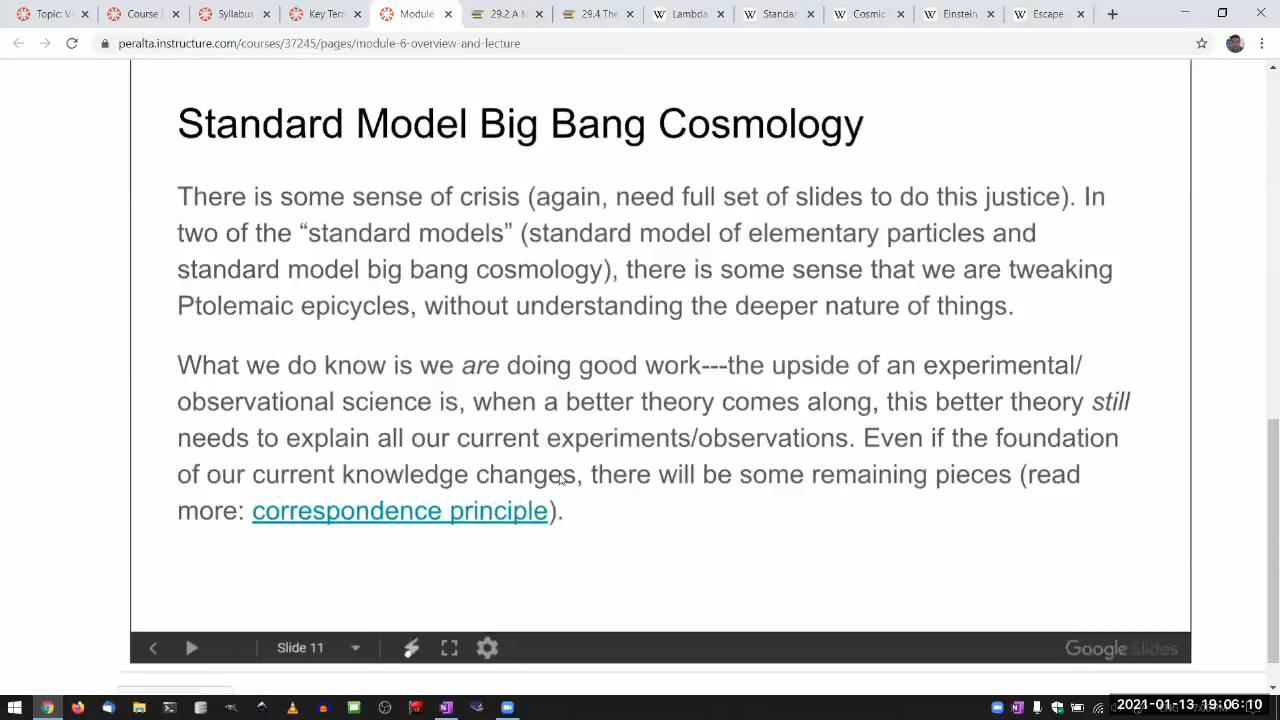 Topic: V
Course I
Syllabus
Key Terr
Module
29.2 A N
29.4 The
Lambda
Standar
Cosmic
Einstein
Escape
peralta.instructure.com/courses/37245/pages/module-6-overview-and-lecture
Standard Model Big Bang Cosmology
There is some sense of crisis (again, need full set of slides to do this justice). In
two of the “standard models” (standard model of elementary particles and
standard model big bang cosmology), there is some sense that we are tweaking
Ptolemaic epicycles, without understanding the deeper nature of things.
What we do know is we are doing good work---the upside of an experimental/
observational science is, when a better theory comes along, this better theory still
needs to explain all our current experiments/observations. Even if the foundation
of our current knowledge changes, there will be some remaining pieces (read
more: correspondence principle).
Slide 11
Google Slides
2021-01-13 19:06:10